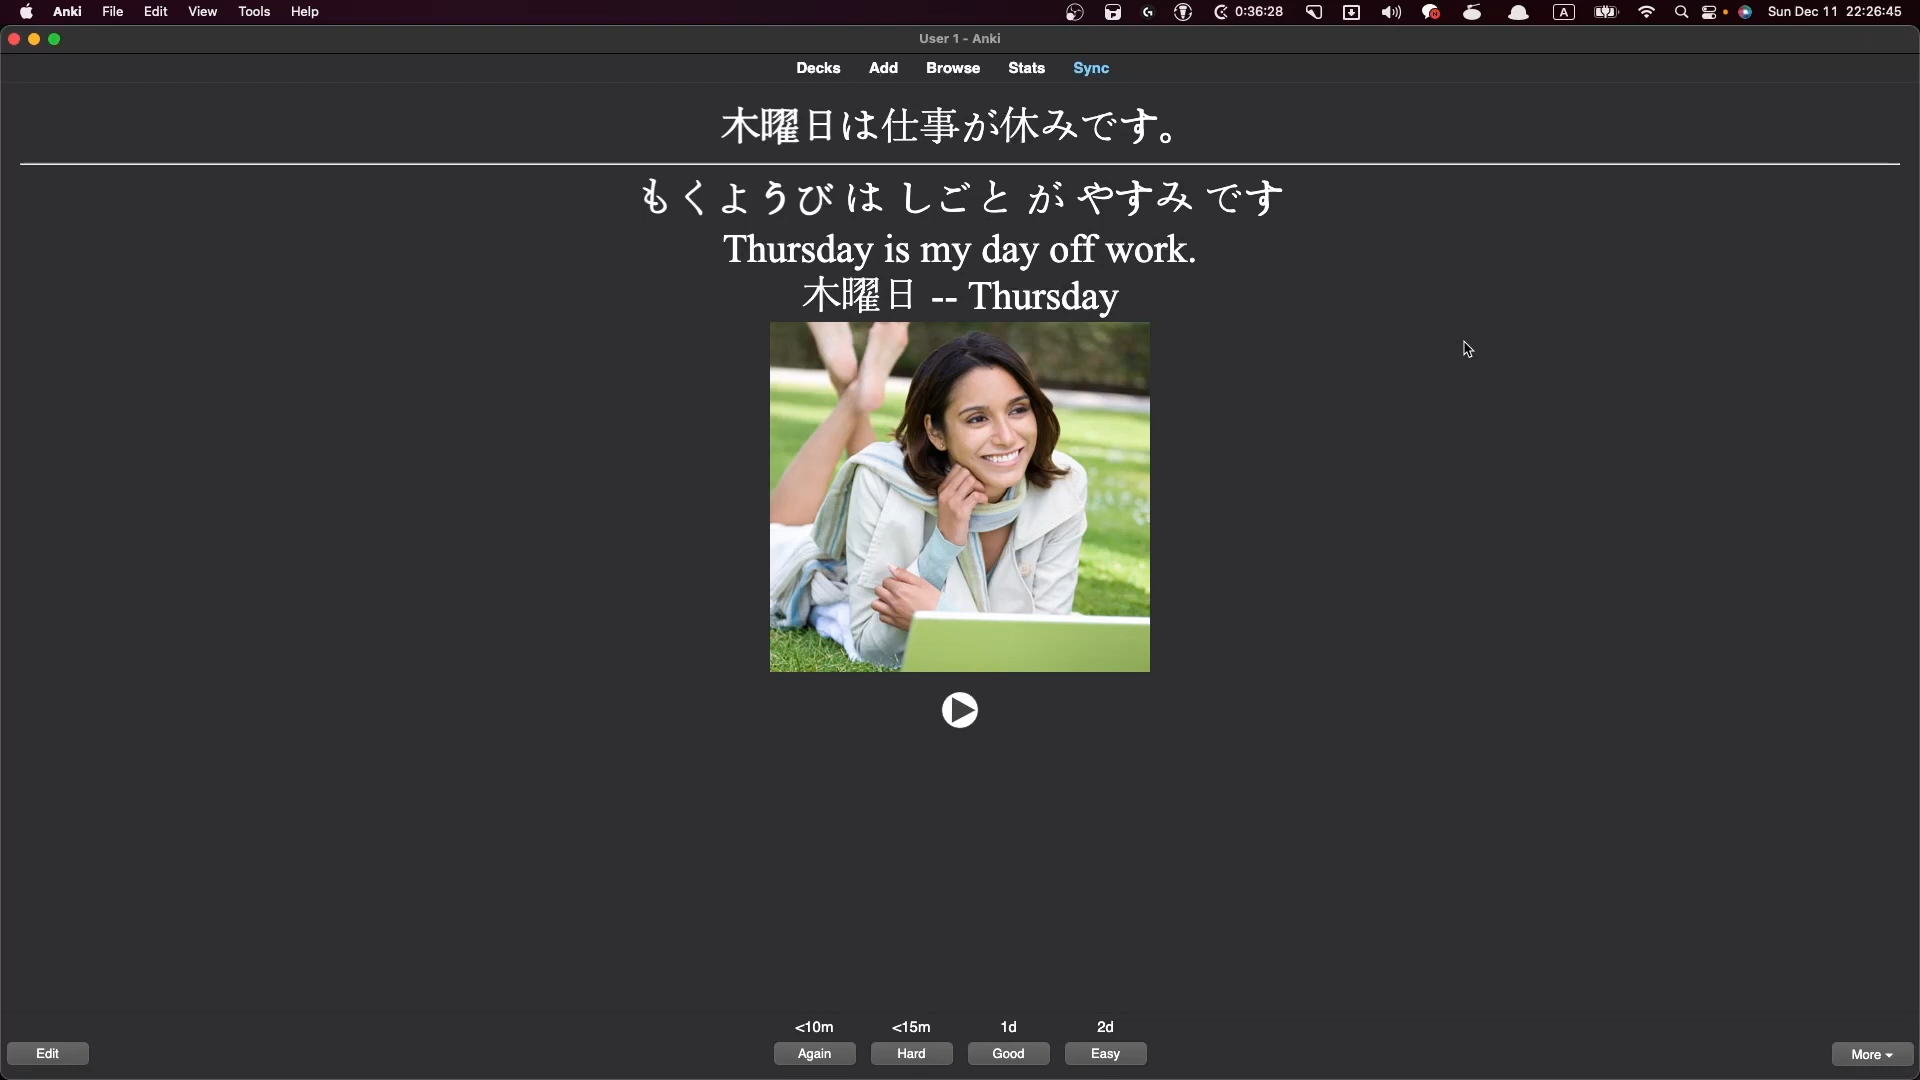 Anki File Edit View Tools Help 0:36:28 A Sun Dec 11 22:26:45
User 1 - Anki
Decks Add Browse Stats Sync
木曜日は仕事が休みです。
もくようび は しごと が やすみ です
Thursday is my day off work.
木曜日 -- Thursday
<10m <15m 1d 2d
Edit Again Hard Good Easy More